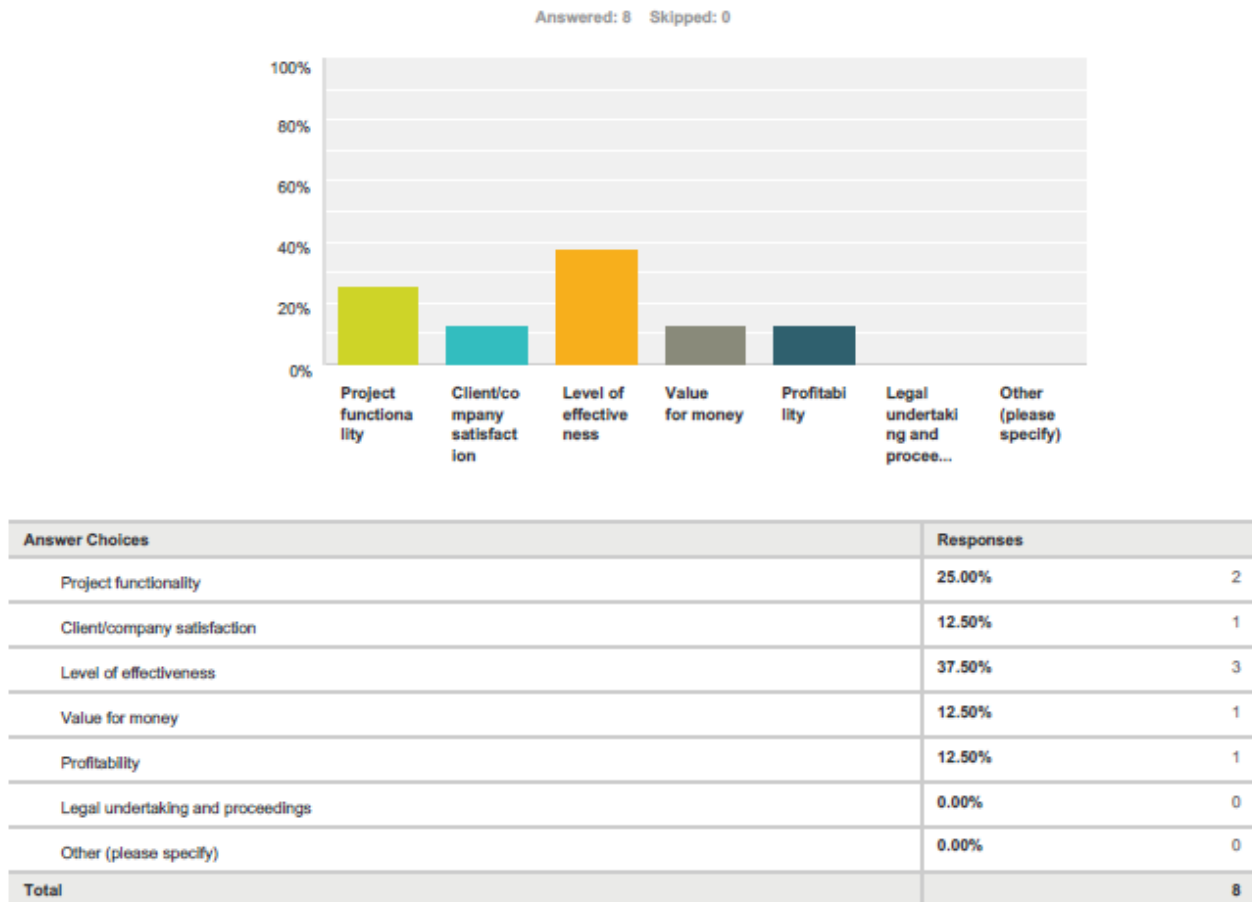 Answered: 8 Skipped: 0
100%
80%
60%
40%
20%
0%
Project
functiona
lity
Client/co
mpany
satisfact
ion
Level of
effective
ness
Value
for money
Profitabi
lity
Legal
undertaki
ng and
procee...
Other
(please
specify)
Answer Choices Responses
Project functionality 25.00% 2
Client/company satisfaction 12.50% 1
Level of effectiveness 37.50% 3
Value for money 12.50% 1
Profitability 12.50% 1
Legal undertaking and proceedings 0.00% 0
Other (please specify) 0.00% 0
Total 8